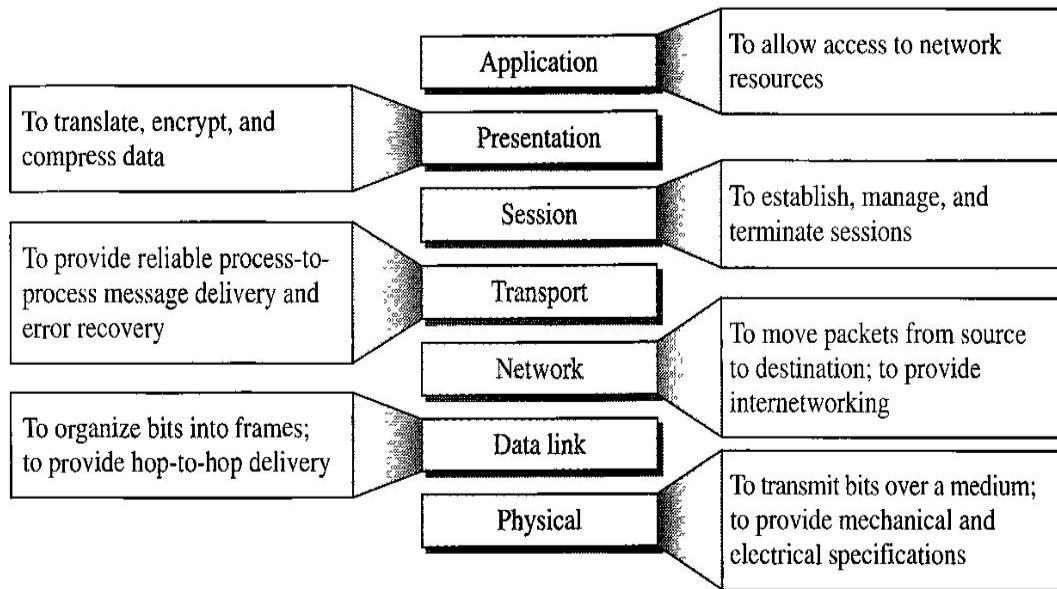 Application
To allow access to network
resources
To translate, encrypt, and
compress data
Presentation
Session
To establish, manage, and
terminate sessions
To provide reliable process-to-
process message delivery and
error recovery
Transport
Network
To move packets from source
to destination; to provide
internetworking
To organize bits into frames;
to provide hop-to-hop delivery
Data link
Physical
To transmit bits over a medium;
to provide mechanical and
electrical specifications